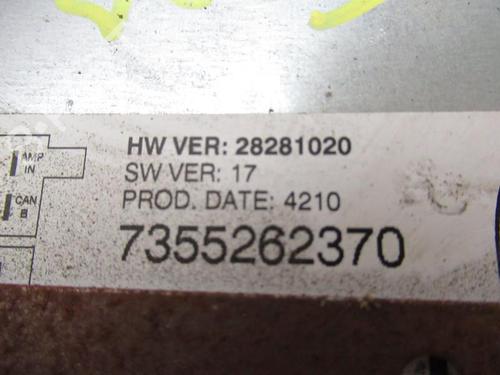 HW VER: 28281020
AMP
IN
SW VER: 17
CAN
B
PROD. DATE: 4210
7355262370